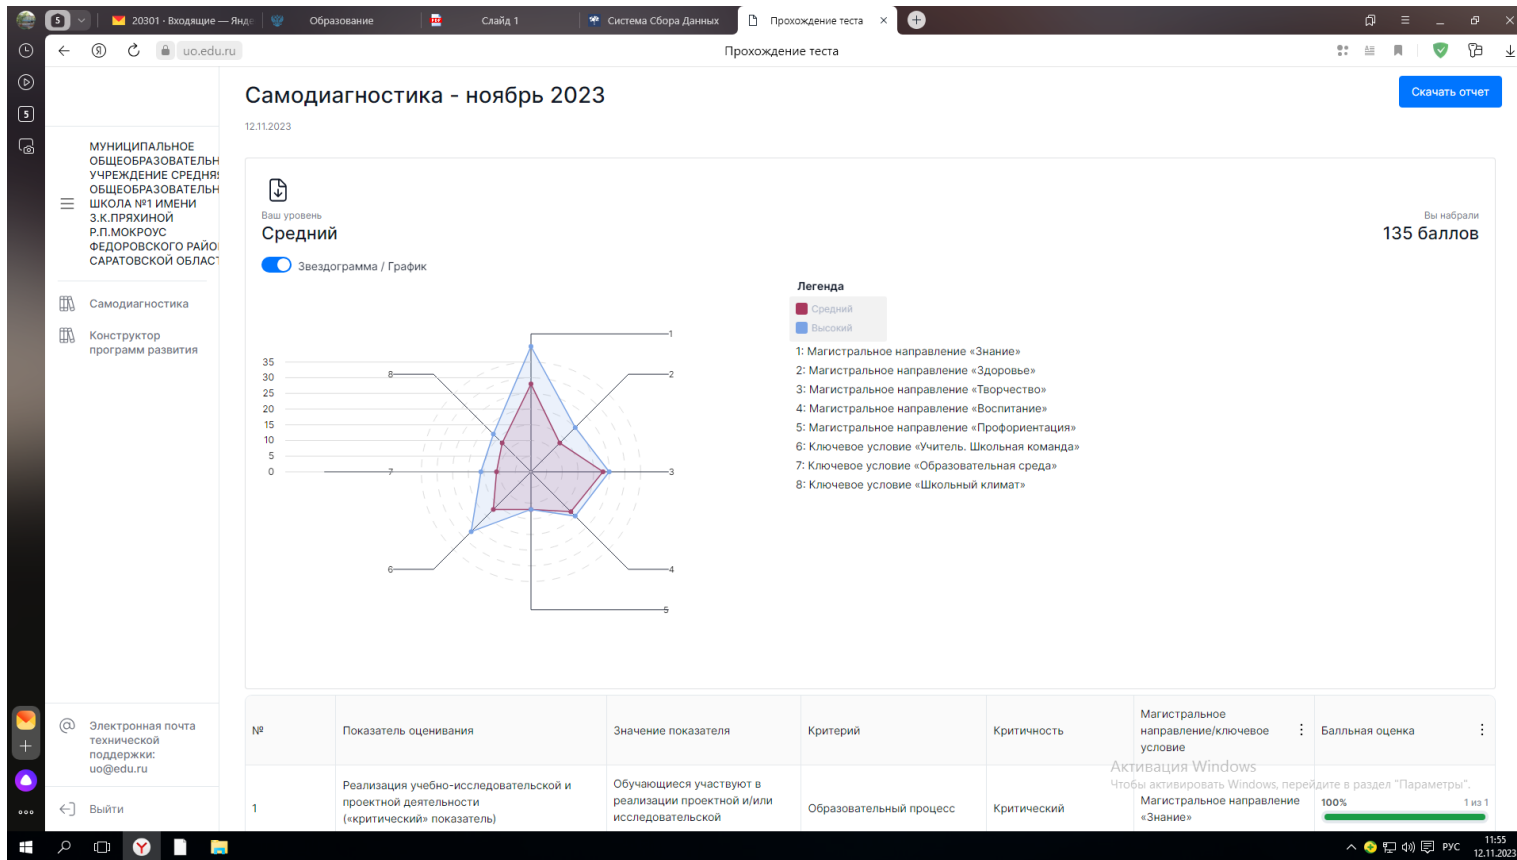 5
20301 · Входящие — Янде
Образование
Слайд 1
Система Сбора Данных
Прохождение теста
uo.edu.ru
Прохождение теста
5
МУНИЦИПАЛЬНОЕ
ОБЩЕОБРАЗОВАТЕЛЬН
УЧРЕЖДЕНИЕ СРЕДНЯ
ОБЩЕОБРАЗОВАТЕЛЬН
ШКОЛА №1 ИМЕНИ
З.К.ПРЯХИНОЙ
Р.П.МОКРОУС
ФЕДОРОВСКОГО РАЙО
САРАТОВСКОЙ ОБЛАСТ
Самодиагностика
Конструктор
программ развития
Электронная почта
технической
поддержки:
uo@edu.ru
Выйти
Самодиагностика - ноябрь 2023
12.11.2023
Скачать отчет
Ваш уровень
Средний
Вы набрали
135 баллов
Звездограмма / График
35
30
25
20
15
10
5
0
1
2
3
4
5
6
7
8
Легенда
Средний
Высокий
1: Магистральное направление «Знание»
2: Магистральное направление «Здоровье»
3: Магистральное направление «Творчество»
4: Магистральное направление «Воспитание»
5: Магистральное направление «Профориентация»
6: Ключевое условие «Учитель. Школьная команда»
7: Ключевое условие «Образовательная среда»
8: Ключевое условие «Школьный климат»
№
Показатель оценивания
Значение показателя
Критерий
Критичность
Магистральное
направление/ключевое
условие
Балльная оценка
1
Реализация учебно-исследовательской и
проектной деятельности
(«критический» показатель)
Обучающиеся участвуют в
реализации проектной и/или
исследовательской
Образовательный процесс
Критический
Магистральное направление
«Знание»
100%
1 из 1
Активация Windows
Чтобы активировать Windows, перейдите в раздел "Параметры".
РУС
11:55
12.11.2023